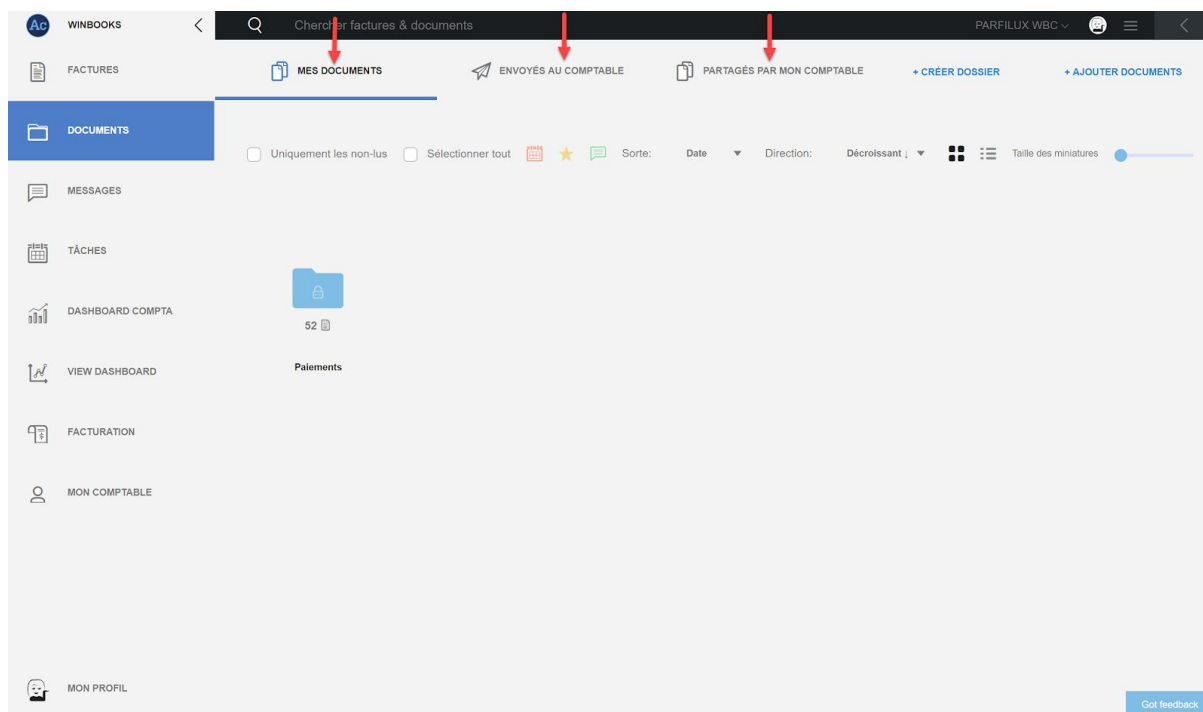 Ac WINBOOKS
Chercher factures & documents
PARFILUX WBC
FACTURES
MES DOCUMENTS
ENVOYÉS AU COMPTABLE
PARTAGÉS PAR MON COMPTABLE
+ CRÉER DOSSIER
+ AJOUTER DOCUMENTS
DOCUMENTS
Uniquement les non-lus
Sélectionner tout
Sorte:
Date
Direction:
Décroissant ↓
Taille des miniatures
MESSAGES
TÂCHES
DASHBOARD COMPTA
52
VIEW DASHBOARD
Paiements
FACTURATION
MON COMPTABLE
MON PROFIL
Got feedback